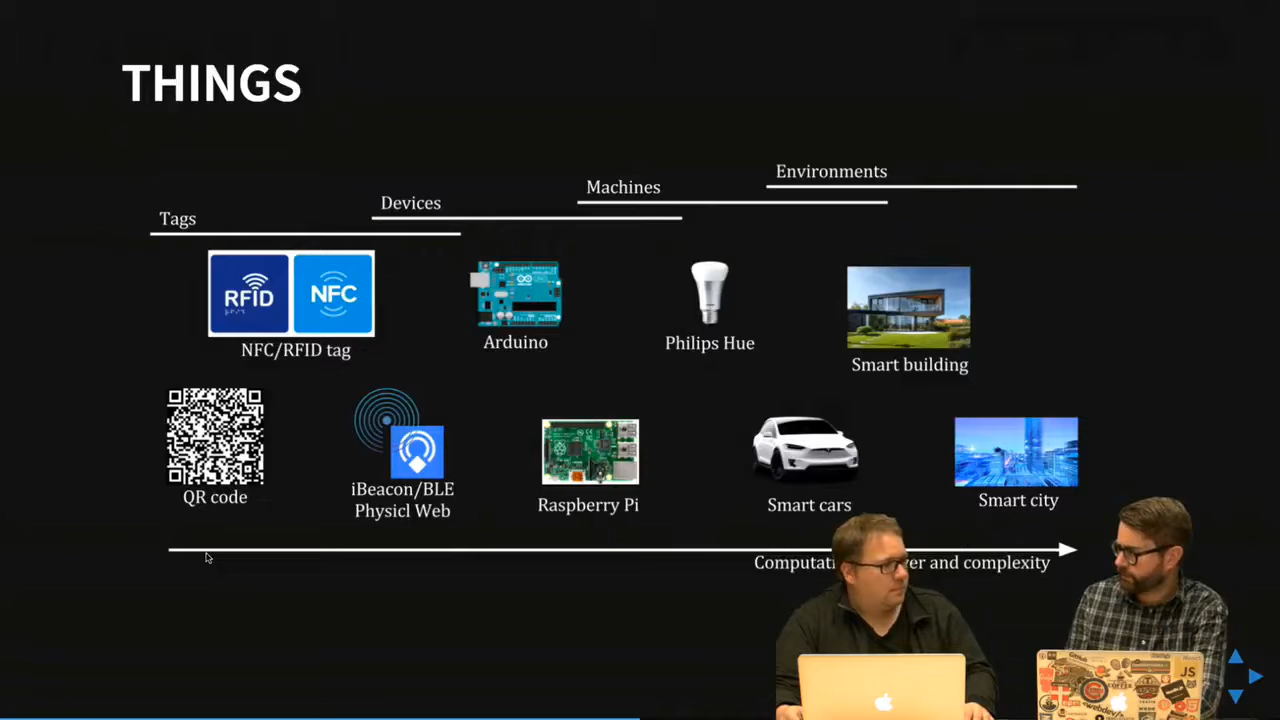 THINGS
Environments
Machines
Devices
Tags
RFID
NFC
NFC/RFID tag
Arduino
Philips Hue
Smart building
QR code
iBeacon/BLE
Physicl Web
Raspberry Pi
Smart cars
Smart city
and complexity
JS